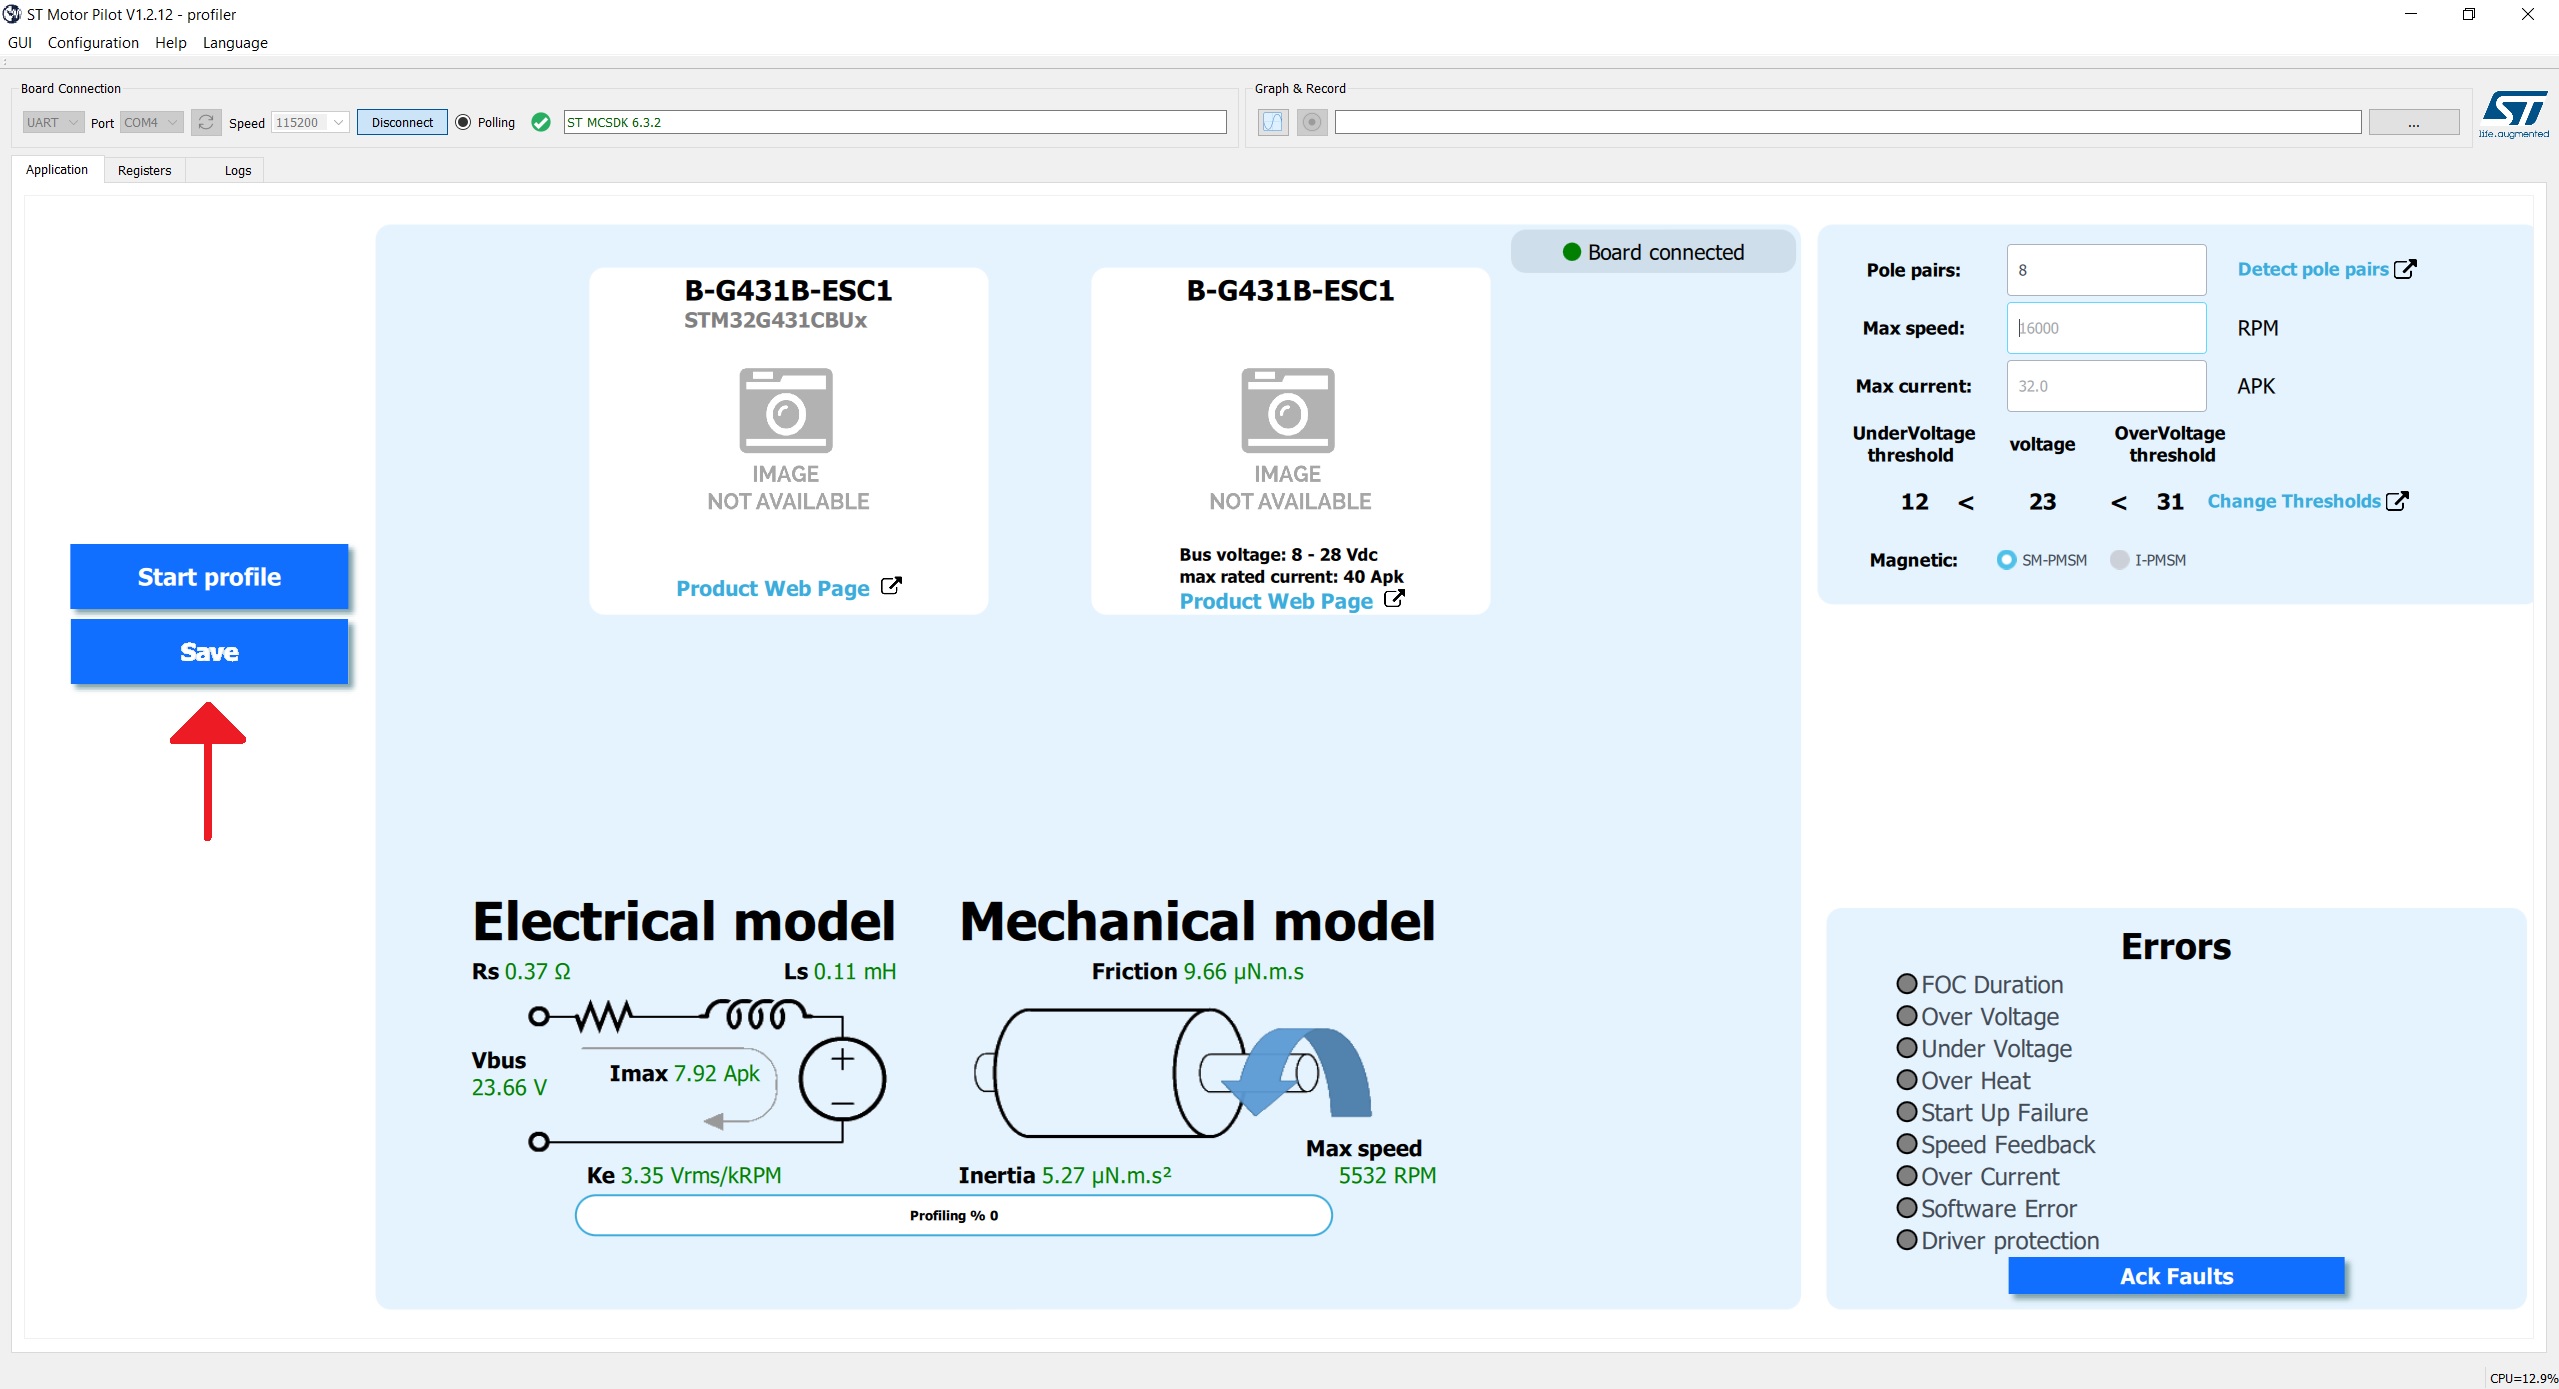 ST Motor Pilot V1.2.12 - profiler
GUI Configuration Help Language
Board Connection
UART Port COM4 Speed 115200 Disconnect Polling ST MCSDK 6.3.2
Graph & Record
...
ST
life.augmented
Application Registers Logs
Start profile
Save
Board connected
B-G431B-ESC1
STM32G431CBUx
IMAGE
NOT AVAILABLE
Product Web Page
B-G431B-ESC1
IMAGE
NOT AVAILABLE
Bus voltage: 8 - 28 Vdc
max rated current: 40 Apk
Product Web Page
Pole pairs: 8 Detect pole pairs
Max speed: 16000 RPM
Max current: 32.0 APK
UnderVoltage
threshold
voltage
OverVoltage
threshold
12 < 23 < 31 Change Thresholds
Magnetic: SM-PMSM I-PMSM
Electrical model
Rs 0.37 Ω Ls 0.11 mH
Vbus
23.66 V
Imax 7.92 Apk
+
−
Ke 3.35 Vrms/kRPM
Mechanical model
Friction 9.66 µN.m.s
Max speed
5532 RPM
Inertia 5.27 µN.m.s²
Profiling % 0
Errors
FOC Duration
Over Voltage
Under Voltage
Over Heat
Start Up Failure
Speed Feedback
Over Current
Software Error
Driver protection
Ack Faults
CPU=12.9%